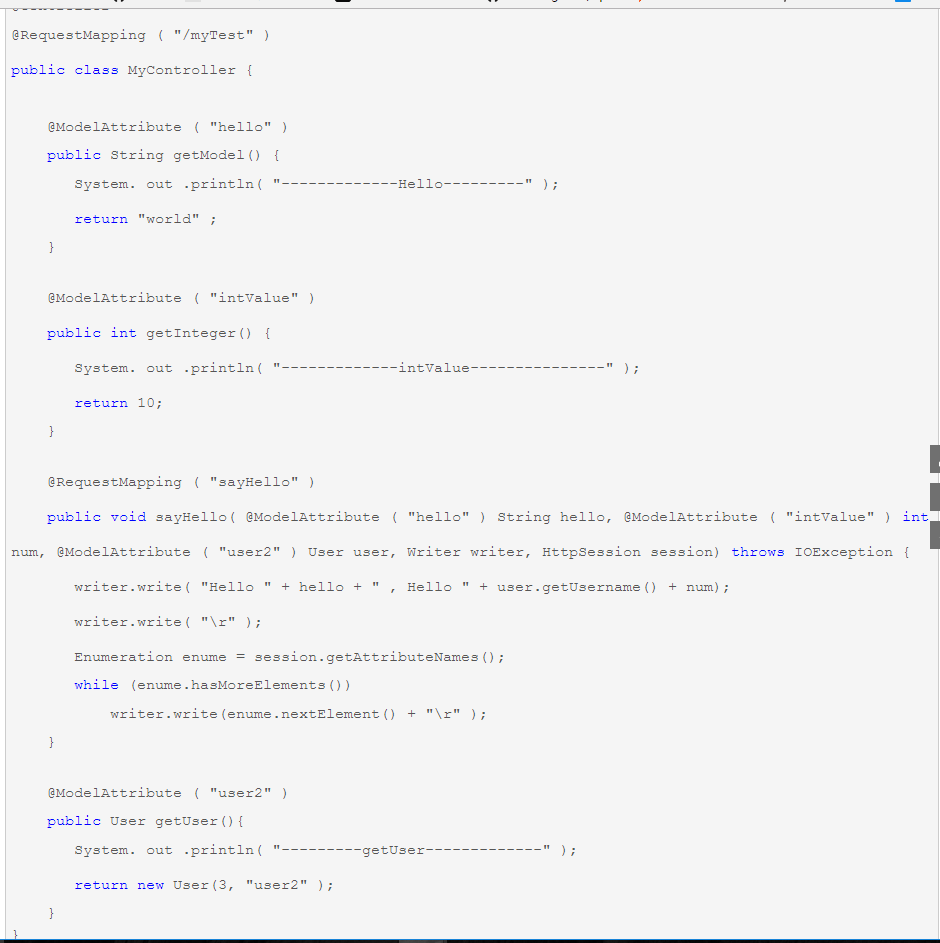 @RequestMapping ( "/myTest" )
public class MyController {
@ModelAttribute ( "hello" )
public String getModel() {
System. out .println( "-------------Hello---------" );
return "world" ;
}
@ModelAttribute ( "intValue" )
public int getInteger() {
System. out .println( "-------------intValue---------------" );
return 10;
}
@RequestMapping ( "sayHello" )
public void sayHello( @ModelAttribute ( "hello" ) String hello, @ModelAttribute ( "intValue" ) int
num, @ModelAttribute ( "user2" ) User user, Writer writer, HttpSession session) throws IOException {
writer.write( "Hello " + hello + " , Hello " + user.getUsername() + num);
writer.write( "\r" );
Enumeration enume = session.getAttributeNames();
while (enume.hasMoreElements())
writer.write(enume.nextElement() + "\r" );
}
@ModelAttribute ( "user2" )
public User getUser(){
System. out .println( "---------getUser-------------" );
return new User(3, "user2" );
}
}